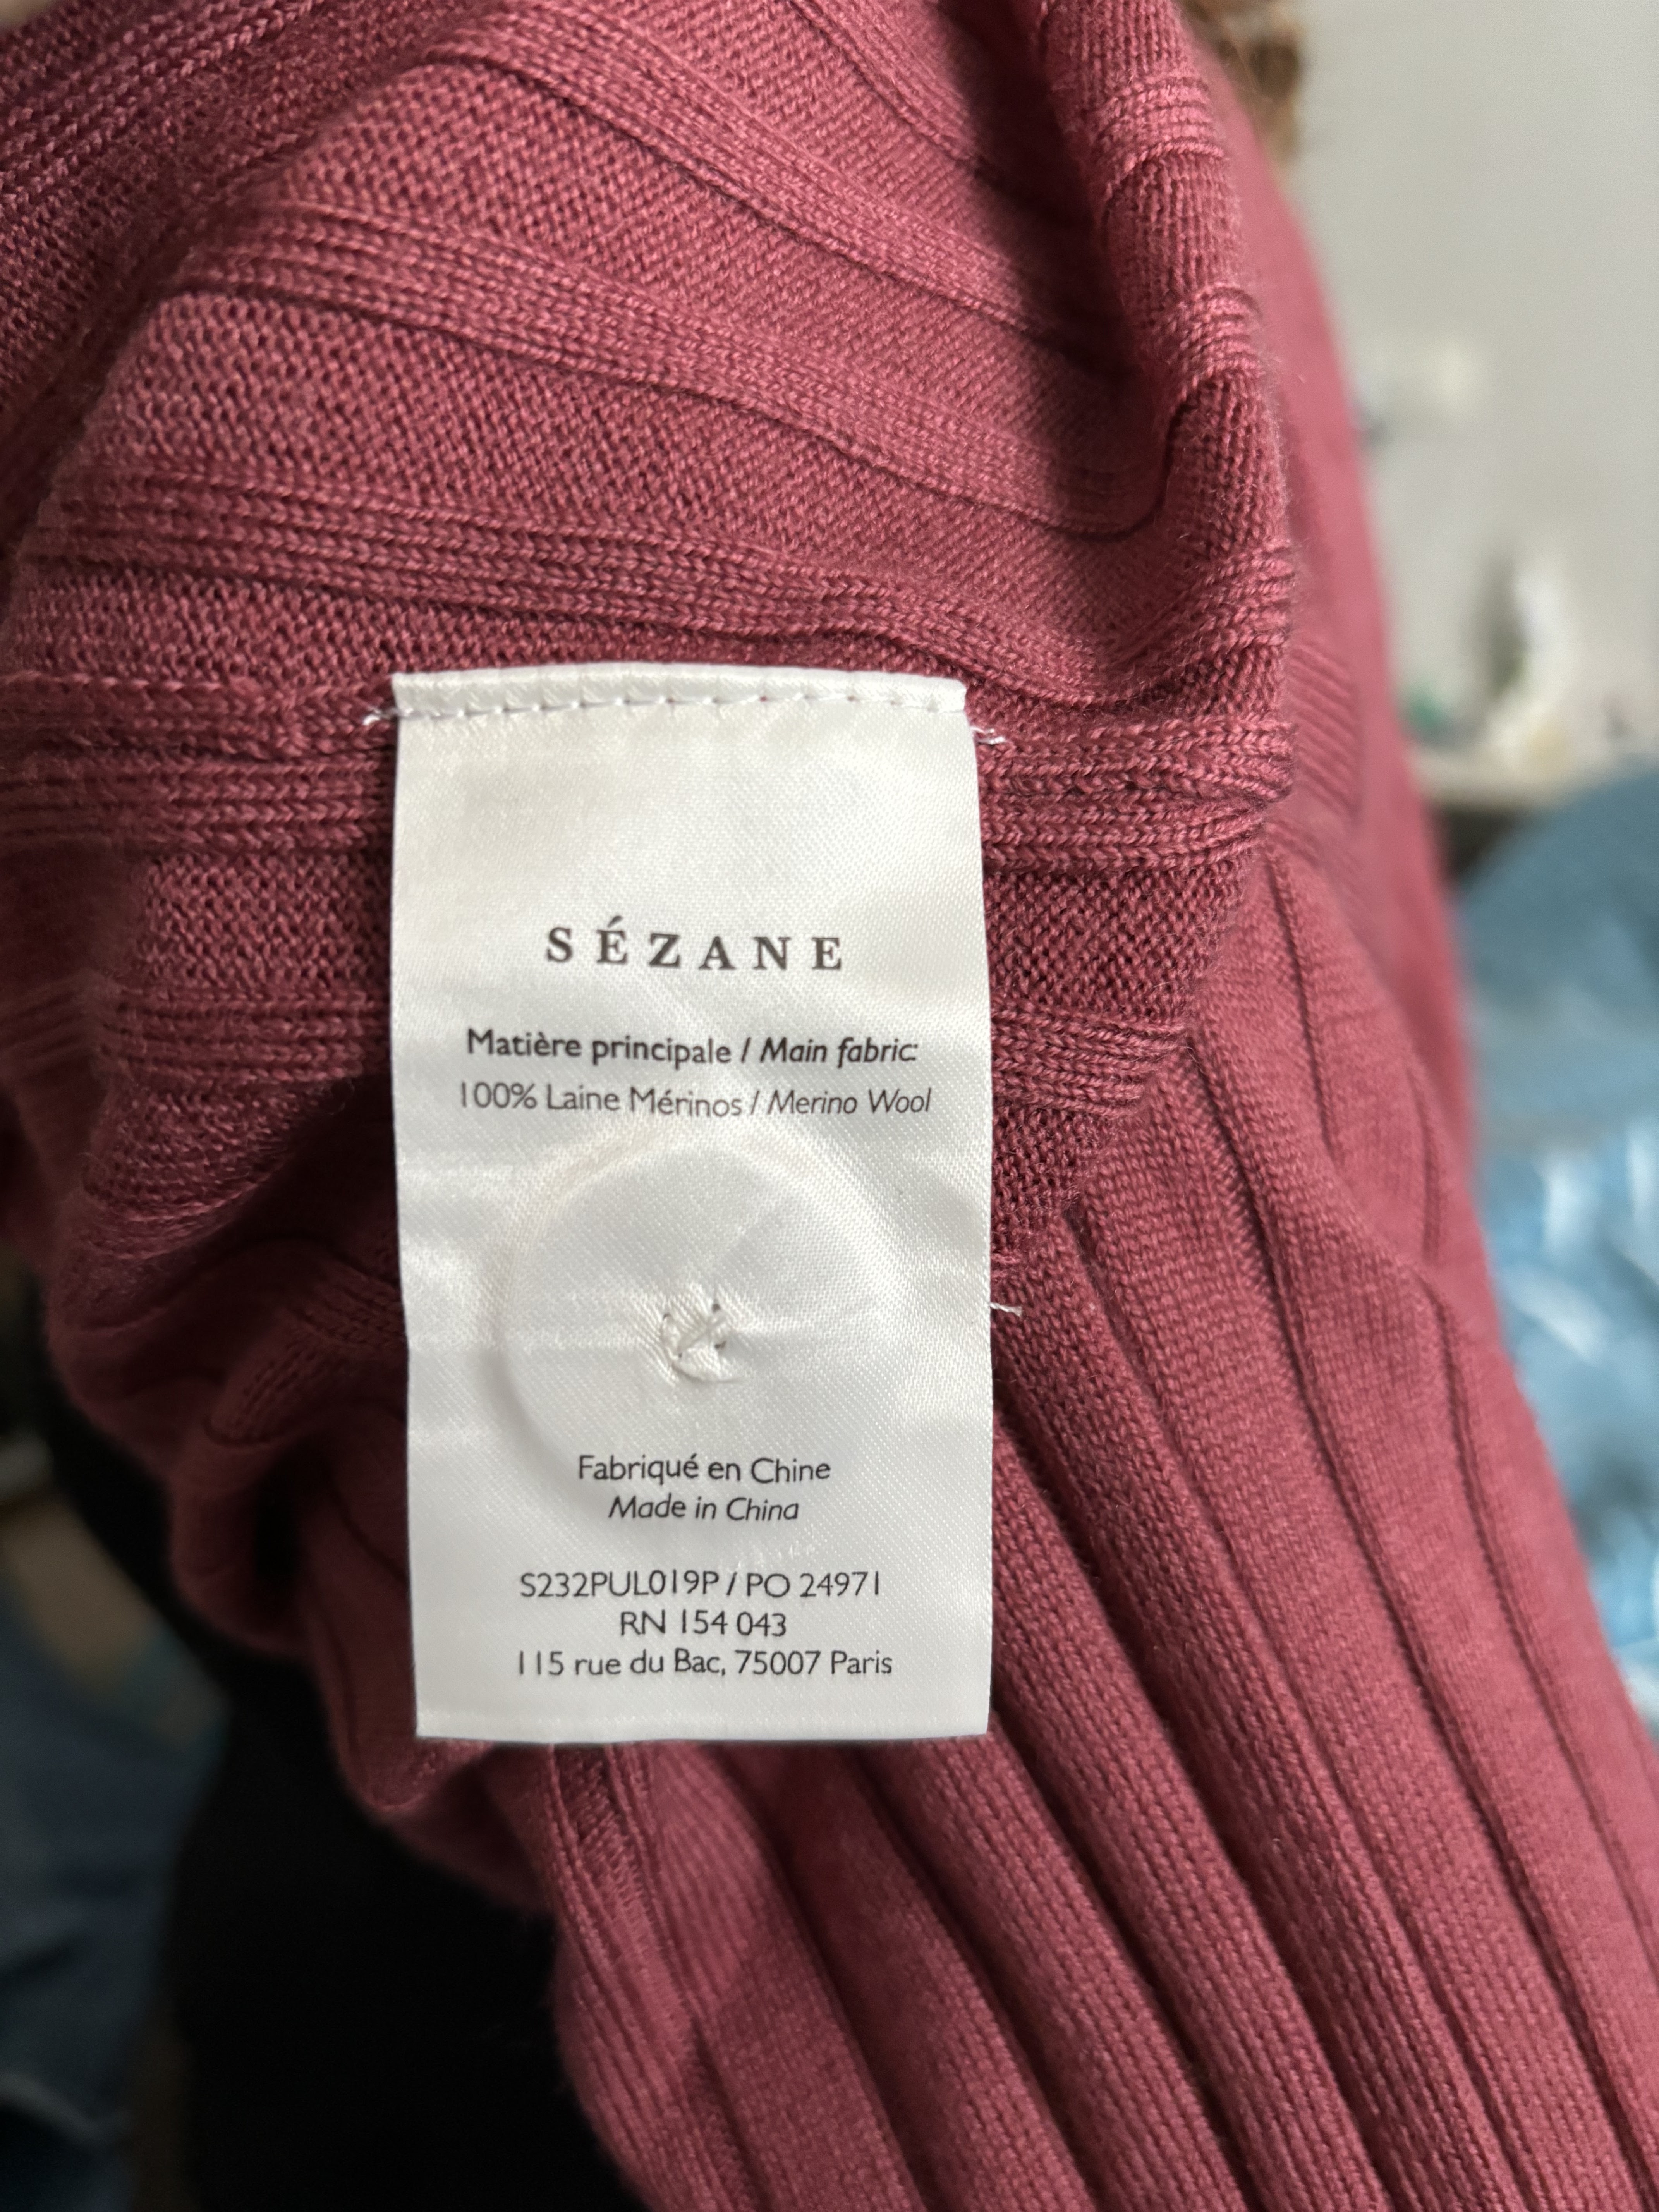 SÉZANE
Matière principale / Main fabric:
100% Laine Mérinos / Merino Wool
Fabriqué en Chine
Made in China
S232PUL019P / PO 24971
RN 154 043
115 rue du Bac, 75007 Paris